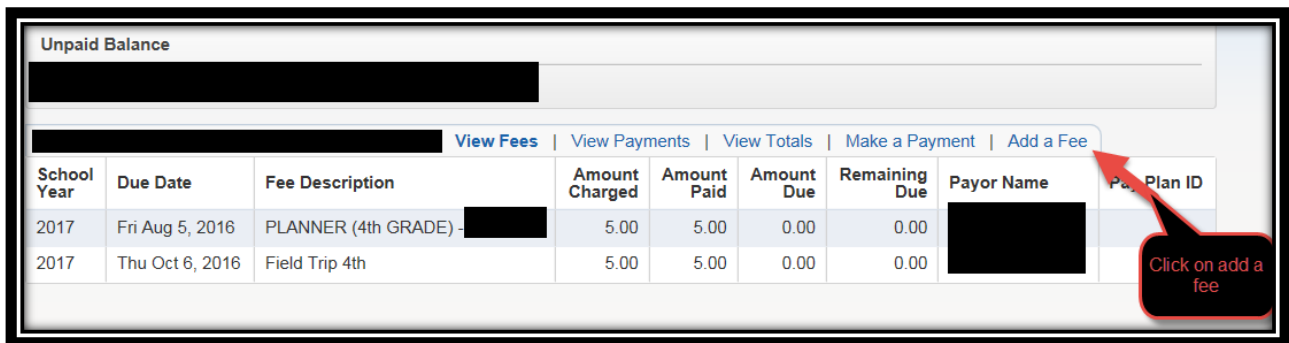 Unpaid Balance
View Fees | View Payments | View Totals | Make a Payment | Add a Fee
School Year Due Date Fee Description Amount Charged Amount Paid Amount Due Remaining Due Payor Name Plan ID
2017 Fri Aug 5, 2016 PLANNER (4th GRADE) - 5.00 5.00 0.00 0.00
2017 Thu Oct 6, 2016 Field Trip 4th 5.00 5.00 0.00 0.00
Click on add a
fee